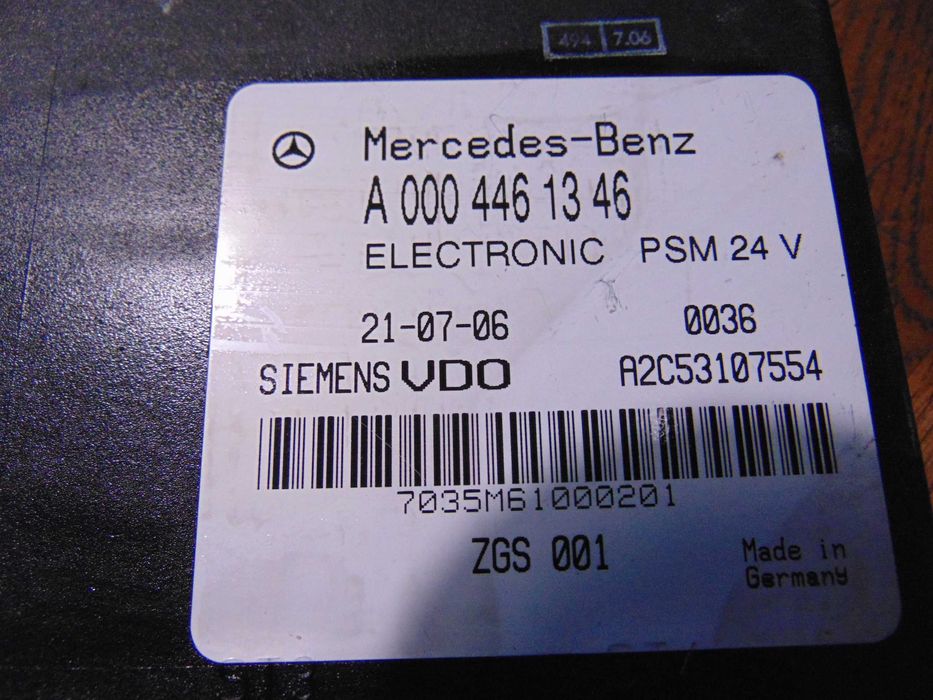 494 7.06
Mercedes-Benz
A 000 446 13 46
ELECTRONIC PSM 24 V
21-07-06 0036
SIEMENS VDO A2C53107554
7035M61000201
ZGS 001
Made in
Germany